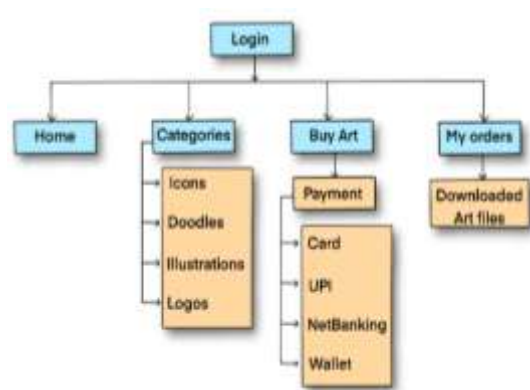 Login
Home
Categories
Buy Art
My orders
Icons
Doodles
Illustrations
Logos
Payment
Card
UPI
NetBanking
Wallet
Downloaded
Art files